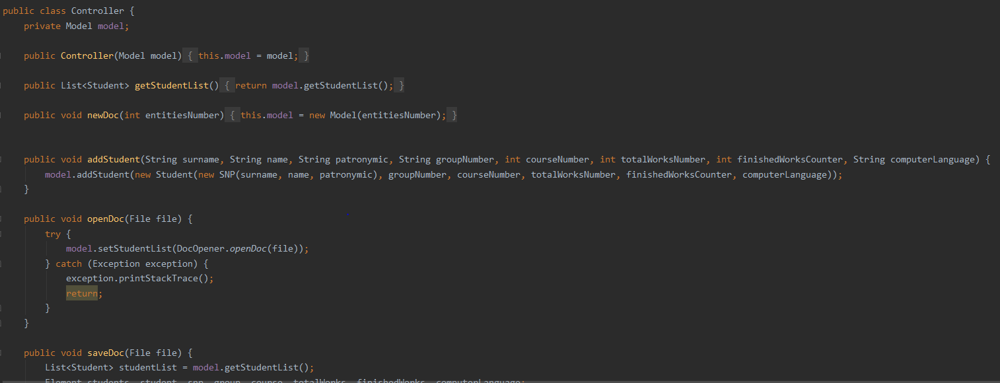 public class Controller {
private Model model;
public Controller(Model model) { this.model = model; }
public List<Student> getStudentList() { return model.getStudentList(); }
public void newDoc(int entitiesNumber) { this.model = new Model(entitiesNumber); }
public void addStudent(String surname, String name, String patronymic, String groupNumber, int courseNumber, int totalWorksNumber, int finishedWorksCounter, String computerLanguage) {
model.addStudent(new Student(new SNP(surname, name, patronymic), groupNumber, courseNumber, totalWorksNumber, finishedWorksCounter, computerLanguage));
}
public void openDoc(File file) {
try {
model.setStudentList(DocOpener.openDoc(file));
} catch (Exception exception) {
exception.printStackTrace();
return;
}
}
public void saveDoc(File file) {
List<Student> studentList = model.getStudentList();
Element students, student, snp, group, course, totalWorks, finishedWorks, computerLanguage;